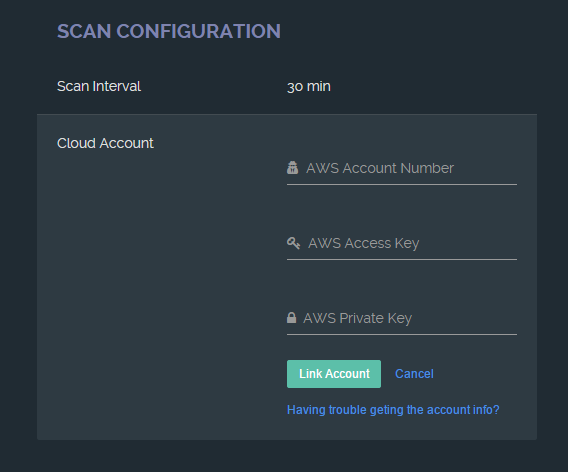 SCAN CONFIGURATION
Scan Interval 30 min
Cloud Account
AWS Account Number
AWS Access Key
AWS Private Key
Link Account Cancel
Having trouble geting the account info?